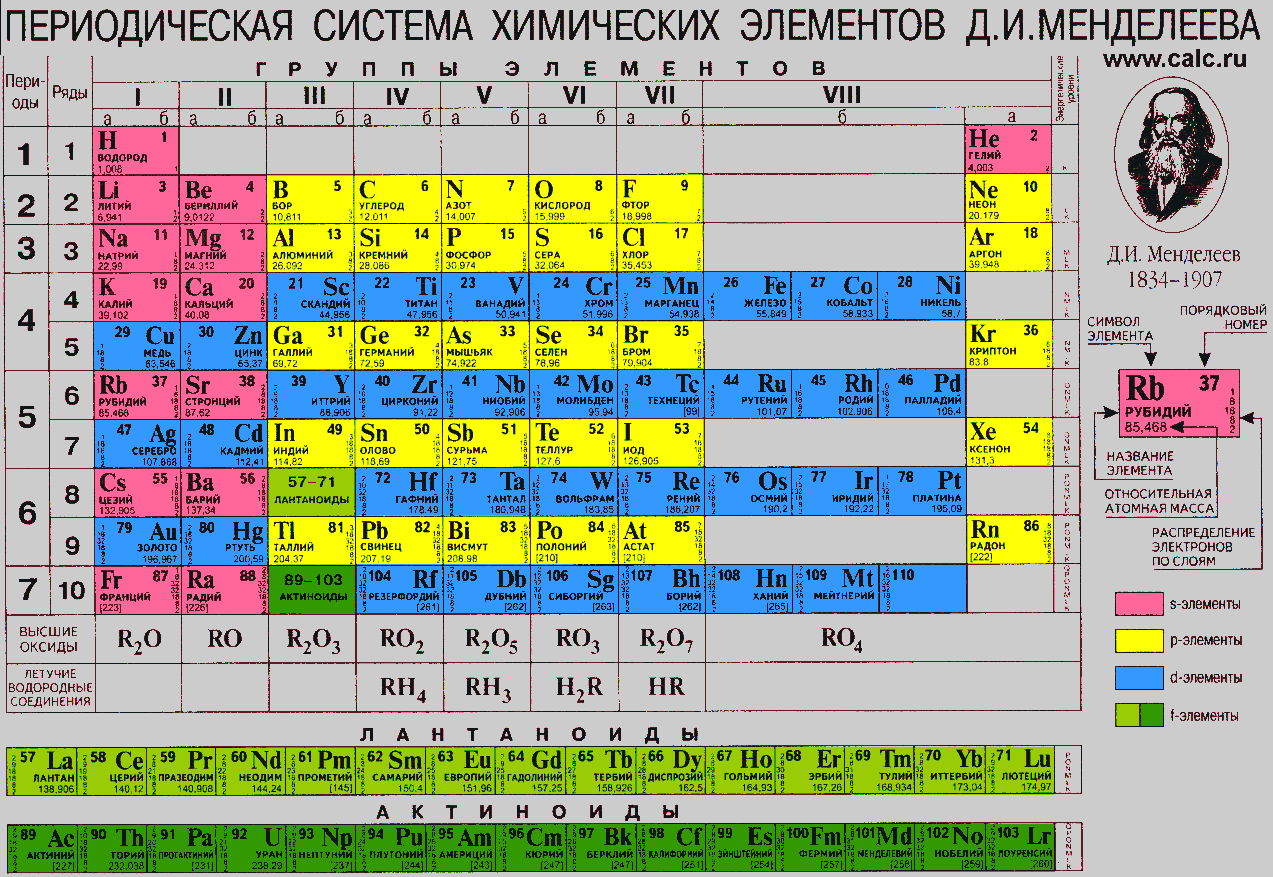 ПЕРИОДИЧЕСКАЯ СИСТЕМА ХИМИЧЕСКИХ ЭЛЕМЕНТОВ Д.И.МЕНДЕЛЕЕВА
www.calc.ru
Пери-
оды
Ряды
ГРУППЫ ЭЛЕМЕНТОВ
Энергетические
уровни
I II III IV V VI VII VIII
а б а б а б а б а б а б а б б а
1 1
H 1
ВОДОРОД
1,008
He 2
ГЕЛИЙ
4,003
2 2
Li 3 Be 4 B 5 C 6 N 7 O 8 F 9 Ne 10
ЛИТИЙ БЕРИЛЛИЙ БОР УГЛЕРОД АЗОТ КИСЛОРОД ФТОР НЕОН
6,941 9,0122 10,811 12,011 14,007 15,999 18,998 20,179
3 3
Na 11 Mg 12 Al 13 Si 14 P 15 S 16 Cl 17 Ar 18
НАТРИЙ МАГНИЙ АЛЮМИНИЙ КРЕМНИЙ ФОСФОР СЕРА ХЛОР АРГОН
22,99 24,312 26,092 28,086 30,974 32,064 35,453 39,948
4 4
K 19 Ca 20 21 Sc 22 Ti 23 V 24 Cr 25 Mn 26 Fe 27 Co 28 Ni
КАЛИЙ КАЛЬЦИЙ СКАНДИЙ ТИТАН ВАНАДИЙ ХРОМ МАРГАНЕЦ ЖЕЛЕЗО КОБАЛЬТ НИКЕЛЬ
39,102 40,08 44,956 47,956 50,941 51,996 54,938 55,849 58,933 58,7
5
29 Cu 30 Zn Ga 31 Ge 32 As 33 Se 34 Br 35 Kr 36
МЕДЬ ЦИНК ГАЛЛИЙ ГЕРМАНИЙ МЫШЬЯК СЕЛЕН БРОМ КРИПТОН
63,546 65,37 69,72 72,59 74,922 78,96 79,904 83,8
5 6
Rb 37 Sr 38 39 Y 40 Zr 41 Nb 42 Mo 43 Tc 44 Ru 45 Rh 46 Pd
РУБИДИЙ СТРОНЦИЙ ИТТРИЙ ЦИРКОНИЙ НИОБИЙ МОЛИБДЕН ТЕХНЕЦИЙ РУТЕНИЙ РОДИЙ ПАЛЛАДИЙ
85,468 87,62 88,906 91,22 92,906 95,94 [99] 101,07 102,906 106,4
7
47 Ag 48 Cd In 49 Sn 50 Sb 51 Te 52 I 53 Xe 54
СЕРЕБРО КАДМИЙ ИНДИЙ ОЛОВО СУРЬМА ТЕЛЛУР ИОД КСЕНОН
107,868 112,41 114,82 118,69 121,75 127,6 126,905 131,3
6 8
Cs 55 Ba 56 57-71 72 Hf 73 Ta 74 W 75 Re 76 Os 77 Ir 78 Pt
ЦЕЗИЙ БАРИЙ ЛАНТАНОИДЫ ГАФНИЙ ТАНТАЛ ВОЛЬФРАМ РЕНИЙ ОСМИЙ ИРИДИЙ ПЛАТИНА
132,905 137,34 178,49 180,948 183,85 186,207 190,2 192,22 195,09
9
79 Au 80 Hg Tl 81 Pb 82 Bi 83 Po 84 At 85 Rn 86
ЗОЛОТО РТУТЬ ТАЛЛИЙ СВИНЕЦ ВИСМУТ ПОЛОНИЙ АСТАТ РАДОН
196,967 200,59 204,37 207,19 208,98 [210] [210] [222]
7 10
Fr 87 Ra 88 89-103 104 Rf 105 Db 106 Sg 107 Bh 108 Hn 109 Mt 110
ФРАНЦИЙ РАДИЙ АКТИНОИДЫ РЕЗЕРФОРДИЙ ДУБНИЙ СИБОРГИЙ БОРИЙ ХАНИЙ МЕЙТНЕРИЙ
[223] [226] [261] [262] [263] [262] [265]
ВЫСШИЕ
ОКСИДЫ
R₂O RO R₂O₃ RO₂ R₂O₅ RO₃ R₂O₇ RO₄
ЛЕТУЧИЕ
ВОДОРОДНЫЕ
СОЕДИНЕНИЯ
RH₄ RH₃ H₂R HR
ЛАНТАНОИДЫ
57 La 58 Ce 59 Pr 60 Nd 61 Pm 62 Sm 63 Eu 64 Gd 65 Tb 66 Dy 67 Ho 68 Er 69 Tm 70 Yb 71 Lu
ЛАНТАН ЦЕРИЙ ПРАЗЕОДИМ НЕОДИМ ПРОМЕТИЙ САМАРИЙ ЕВРОПИЙ ГАДОЛИНИЙ ТЕРБИЙ ДИСПРОЗИЙ ГОЛЬМИЙ ЭРБИЙ ТУЛИЙ ИТТЕРБИЙ ЛЮТЕЦИЙ
138,906 140,12 140,908 144,24 [145] 150,4 151,96 157,25 158,926 162,5 164,93 167,26 168,934 173,04 174,97
АКТИНОИДЫ
89 Ac 90 Th 91 Pa 92 U 93 Np 94 Pu 95 Am 96 Cm 97 Bk 98 Cf 99 Es 100 Fm 101 Md 102 No 103 Lr
АКТИНИЙ ТОРИЙ ПРОТАКТИНИЙ УРАН НЕПТУНИЙ ПЛУТОНИЙ АМЕРИЦИЙ КЮРИЙ БЕРКЛИЙ КАЛИФОРНИЙ ЭЙНШТЕЙНИЙ ФЕРМИЙ МЕНДЕЛЕВИЙ НОБЕЛИЙ ЛОУРЕНСИЙ
[227] 232,038 [231] 238,29 [237] [244] [243] [247] [247] [251] [254] [257] [258] [259] [260]
Д.И. Менделеев
1834-1907
СИМВОЛ
ЭЛЕМЕНТА
ПОРЯДКОВЫЙ
НОМЕР
Rb 37
РУБИДИЙ
85,468
1
8
18
8
2
НАЗВАНИЕ
ЭЛЕМЕНТА
ОТНОСИТЕЛЬНАЯ
АТОМНАЯ МАССА
РАСПРЕДЕЛЕНИЕ
ЭЛЕКТРОНОВ
ПО СЛОЯМ
s-элементы
p-элементы
d-элементы
f-элементы